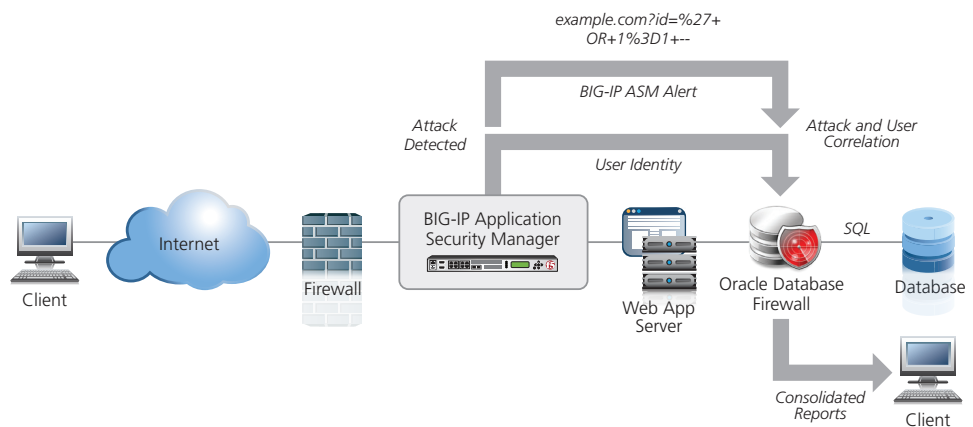 example.com?id=%27+
OR+1%3D1+--
BIG-IP ASM Alert
Attack
Detected
Attack and User
Correlation
User Identity
BIG-IP Application
Security Manager
Internet
SQL
Client
Firewall
Web App
Server
Oracle Database
Firewall
Database
Consolidated
Reports
Client